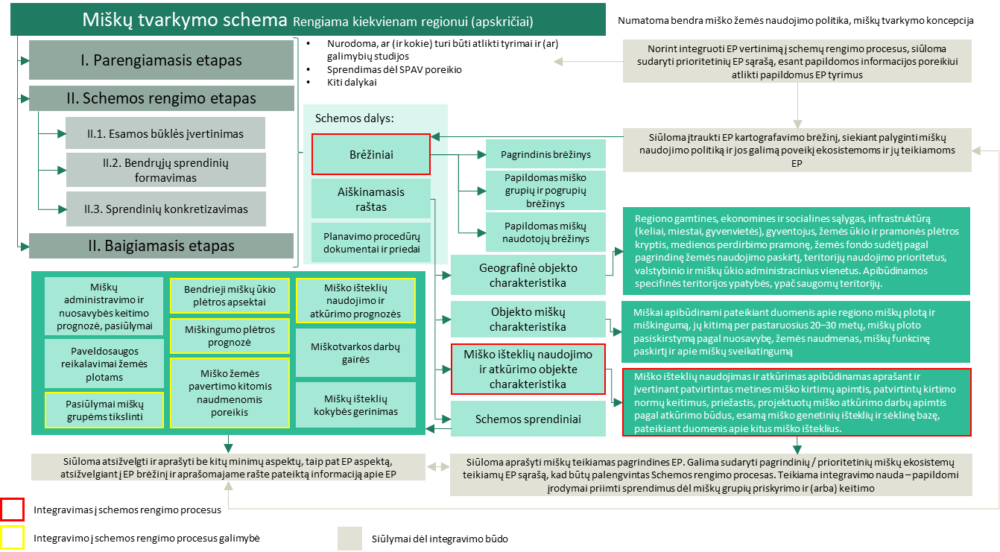 Miškų tvarkymo schema Rengiama kiekvienam regionui (apskričiai)
Numatoma bendra miško žemės naudojimo politika, miškų tvarkymo koncepcija
I. Parengiamasis etapas
II. Schemos rengimo etapas
II.1. Esamos būklės įvertinimas
II.2. Bendrųjų sprendinių
formavimas
II.3. Sprendinių konkretizavimas
II. Baigiamasis etapas
• Nurodoma, ar (ir kokie) turi būti atlikti tyrimai ir (ar)
galimybių studijos
• Sprendimas dėl SPAV poreikio
• Kiti dalykai
Norint integruoti EP vertinimą į schemų rengimo procesus, siūloma
sudaryti prioritetinių EP sąrašą, esant papildomos informacijos poreikiui
atlikti papildomus EP tyrimus
Siūloma įtraukti EP kartografavimo brėžinį, siekiant palyginti miškų
naudojimo politiką ir jos galimą poveikį ekosistemoms ir jų teikiamoms
EP
Schemos dalys:
Brėžiniai
Aiškinamasis
raštas
Planavimo procedūrų
dokumentai ir priedai
Pagrindinis brėžinys
Papildomas miško
grupių ir pogrupių
brėžinys
Papildomas miškų
naudotojų brėžinys
Geografinė objekto
charakteristika
Objekto miškų
charakteristika
Miško išteklių naudojimo
ir atkūrimo objekte
charakteristika
Schemos sprendiniai
Regiono gamtines, ekonomines ir socialines sąlygas, infrastruktūrą
(keliai, miestai, gyvenvietės), gyventojus, žemės ūkio ir pramonės plėtros
kryptis, medienos perdirbimo pramonę, žemės fondo sudėtį pagal
pagrindinę žemės naudojimo paskirtį, teritorijų naudojimo prioritetus,
valstybinio ir miškų ūkio administracinius vienetus. Apibūdinamos
specifinės teritorijos ypatybės, ypač saugomų teritorijų.
Miškai apibūdinami pateikiant duomenis apie regiono miškų plotą ir
miškingumą, jų kitimą per pastaruosius 20–30 metų, miškų ploto
pasiskirstymą pagal nuosavybę, žemės naudmenas, miškų funkcinę
paskirtį ir apie miškų sveikatingumą
Miško išteklių naudojimas ir atkūrimas apibūdinamas aprašant ir
įvertinant patvirtintas metines miško kirtimų apimtis, patvirtintų kirtimo
normų keitimus, priežastis, projektuotų miško atkūrimo darbų apimtis
pagal atkūrimo būdus, esamą miško genetinių išteklių ir sėklinę bazę,
pateikiant duomenis apie kitus miško išteklius.
Miškų
administravimo ir
nuosavybės keitimo
prognozė, pasiūlymai
Paveldosaugos
reikalavimai žemės
plotams
Pasiūlymai miškų
grupėms tikslinti
Bendrieji miškų ūkio
plėtros apsektai
Miškingumo plėtros
prognozė
Miško žemės
pavertimo kitomis
naudmenomis
poreikis
Miško išteklių
naudojimo ir
atkūrimo prognozės
Miškotvarkos darbų
gairės
Miškų išteklių
kokybės gerinimas
Siūloma atsižvelgti ir aprašyti be kitų minimų aspektų, taip pat EP aspektą,
atsižvelgiant į EP brėžinį ir aprašomajame rašte pateiktą informaciją apie EP
Siūloma aprašyti miškų teikiamas pagrindines EP. Galima sudaryti pagrindinių / prioritetinių miškų ekosistemų
teikiamų EP sąrašą, kad būtų palengvintas Schemos rengimo procesas. Teikiama integravimo nauda – papildomi
įrodymai priimti sprendimus dėl miškų grupių priskyrimo ir (arba) keitimo
Integravimas į schemos rengimo procesus
Integravimo į schemos rengimo procesus galimybė
Siūlymai dėl integravimo būdo